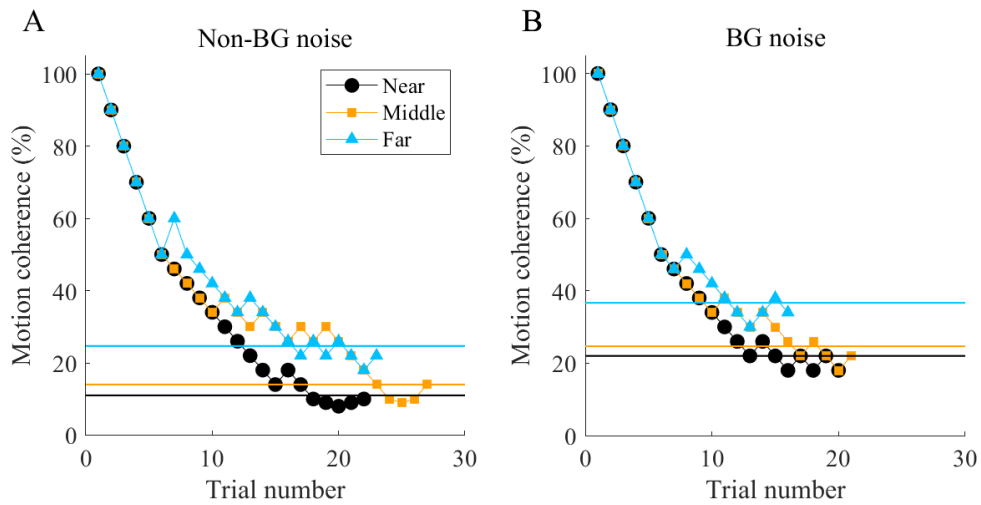 A
Non-BG noise
Motion coherence (%)
100
80
60
40
20
0
Near
Middle
Far
0 10 20 30
Trial number
B
BG noise
Motion coherence (%)
100
80
60
40
20
0
0 10 20 30
Trial number